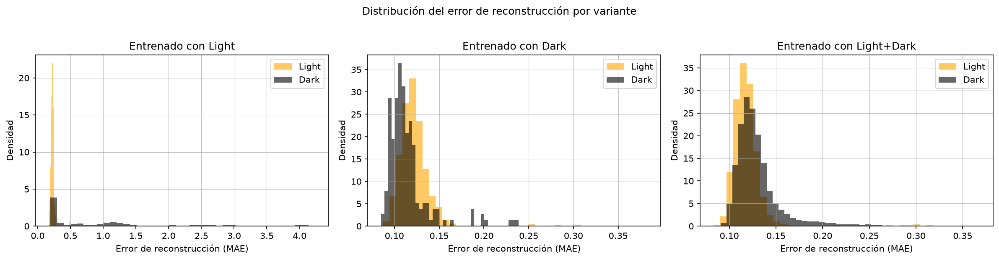 Distribución del error de reconstrucción por variante
Entrenado con Light
Light
Dark
Densidad
20
15
10
5
0
0.0 0.5 1.0 1.5 2.0 2.5 3.0 3.5 4.0
Error de reconstrucción (MAE)
Entrenado con Dark
Light
Dark
Densidad
35
30
25
20
15
10
5
0
0.10 0.15 0.20 0.25 0.30 0.35
Error de reconstrucción (MAE)
Entrenado con Light+Dark
Light
Dark
Densidad
35
30
25
20
15
10
5
0
0.10 0.15 0.20 0.25 0.30 0.35
Error de reconstrucción (MAE)